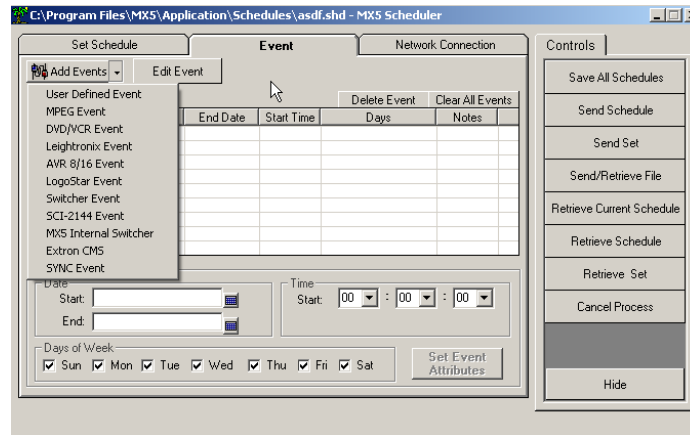 C:\Program Files\MX5\Application\Schedules\asdf.shd - MX5 Scheduler
Set Schedule
Event
Network Connection
Add Events
Edit Event
User Defined Event
MPEG Event
DVD/VCR Event
Leightronix Event
AVR 8/16 Event
LogoStar Event
Switcher Event
SCI-2144 Event
MX5 Internal Switcher
Extron CMS
SYNC Event
Delete Event
Clear All Events
End Date
Start Time
Days
Notes
Date
Start:
End:
Time
Start:
00 : 00 : 00
Days of Week
Sun Mon Tue Wed Thu Fri Sat
Set Event
Attributes
Controls
Save All Schedules
Send Schedule
Send Set
Send/Retrieve File
Retrieve Current Schedule
Retrieve Schedule
Retrieve Set
Cancel Process
Hide